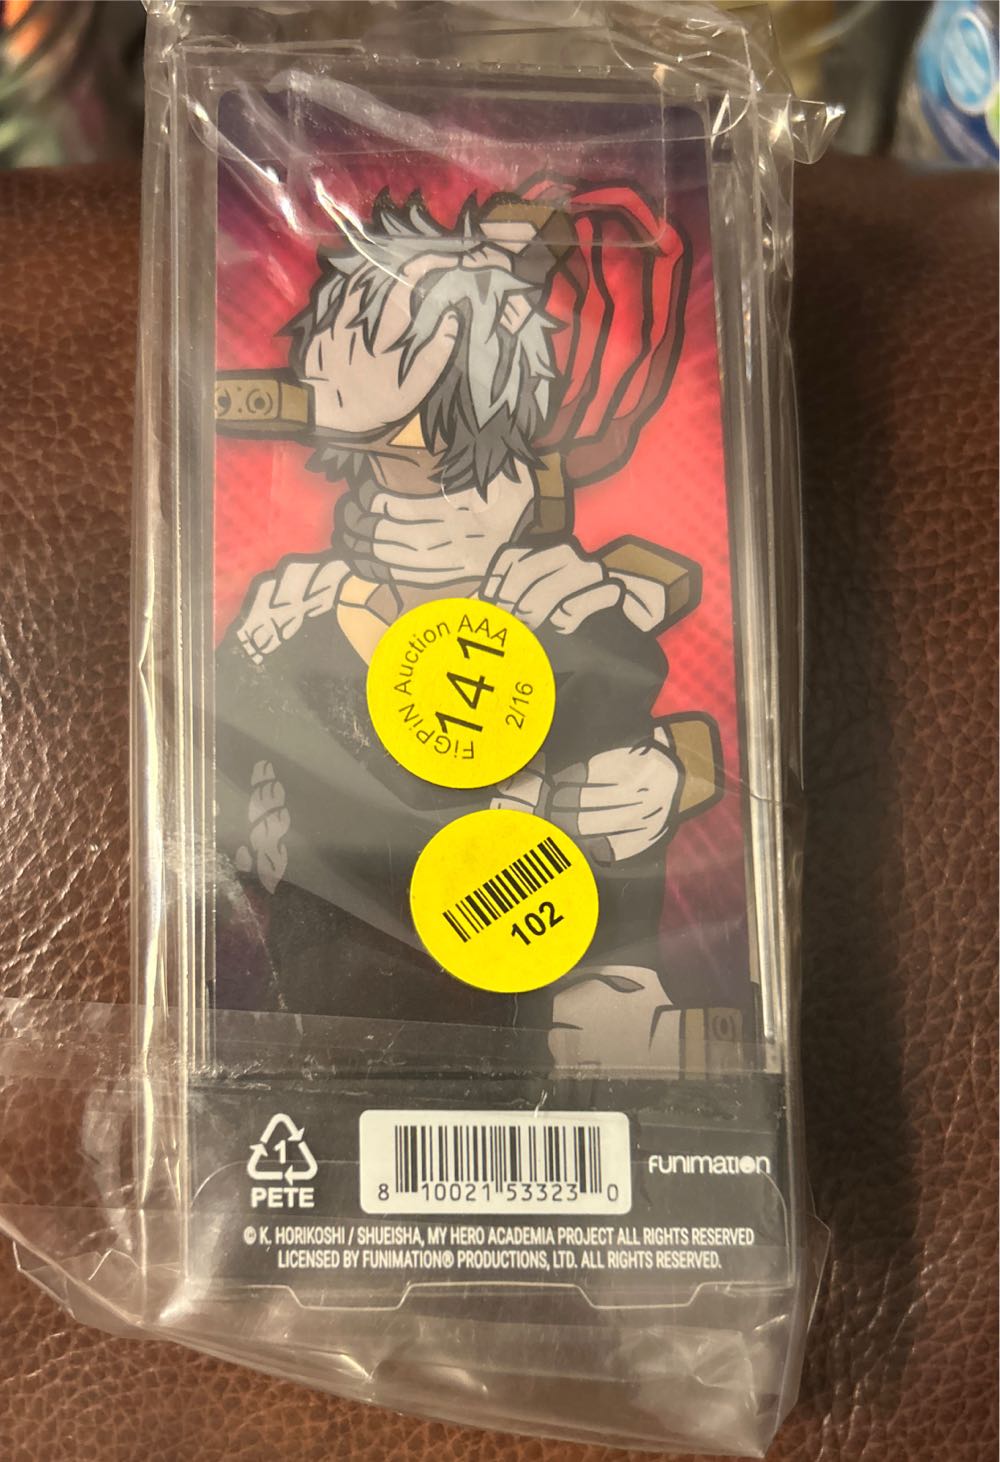 FiGPiN Auction AAA
141
2/16
102
1
PETE
8 10021 53323 0
FUNIMATION
© K. HORIKOSHI / SHUEISHA, MY HERO ACADEMIA PROJECT ALL RIGHTS RESERVED
LICENSED BY FUNIMATION® PRODUCTIONS, LTD. ALL RIGHTS RESERVED.